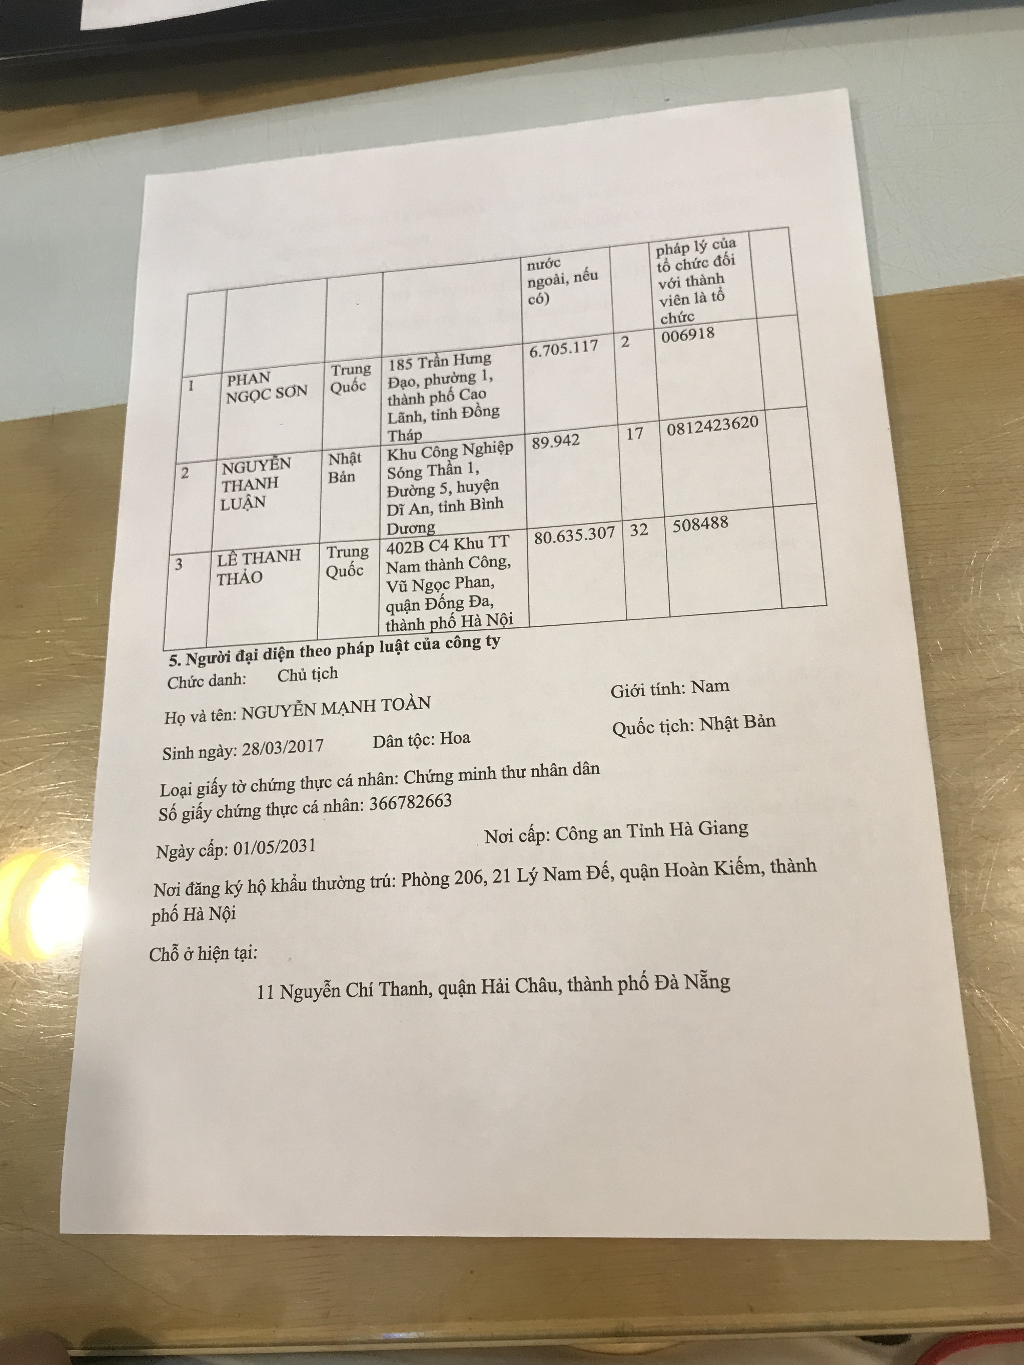 nước
ngoài, nếu
có)
pháp lý của
tổ chức đối
với thành
viên là tổ
chức
1
PHAN
NGỌC SƠN
Trung
Quốc
185 Trần Hưng
Đạo, phường 1,
thành phố Cao
Lãnh, tỉnh Đồng
Tháp
6.705.117
2
006918
2
NGUYỄN
THANH
LUẬN
Nhật
Bản
Khu Công Nghiệp
Sóng Thần 1,
Đường 5, huyện
Dĩ An, tỉnh Bình
Dương
89.942
17
0812423620
3
LÊ THANH
THẢO
Trung
Quốc
402B C4 Khu TT
Nam thành Công,
Vũ Ngọc Phan,
quận Đống Đa,
thành phố Hà Nội
80.635.307
32
508488
5. Người đại diện theo pháp luật của công ty
Chức danh: Chủ tịch
Họ và tên: NGUYỄN MẠNH TOÀN Giới tính: Nam
Sinh ngày: 28/03/2017 Dân tộc: Hoa Quốc tịch: Nhật Bản
Loại giấy tờ chứng thực cá nhân: Chứng minh thư nhân dân
Số giấy chứng thực cá nhân: 366782663
Ngày cấp: 01/05/2031 Nơi cấp: Công an Tỉnh Hà Giang
Nơi đăng ký hộ khẩu thường trú: Phòng 206, 21 Lý Nam Đế, quận Hoàn Kiếm, thành
phố Hà Nội
Chỗ ở hiện tại:
11 Nguyễn Chí Thanh, quận Hải Châu, thành phố Đà Nẵng